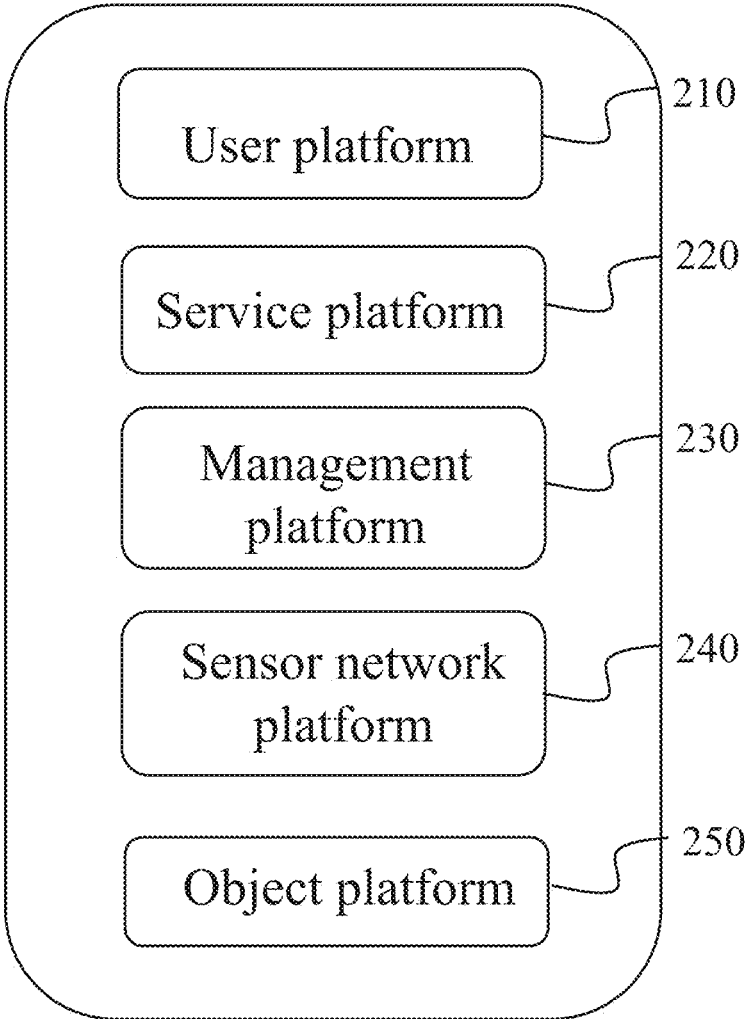 User platform
210
Service platform
220
Management
platform
230
Sensor network
platform
240
Object platform
250